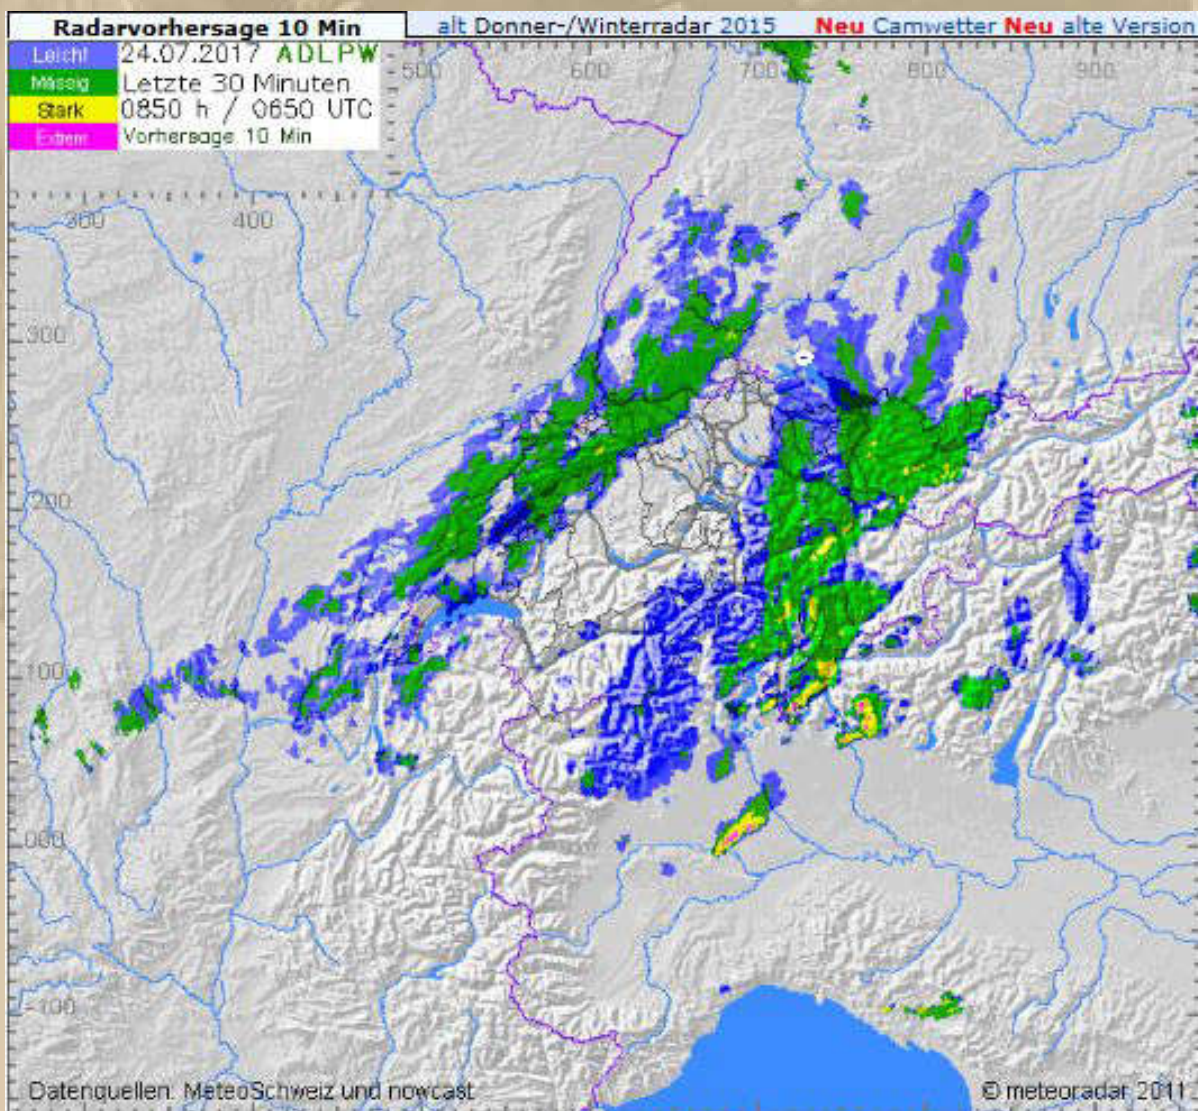 Radarvorhersage 10 Min
alt Donner-/Winterradar 2015 Neu Camwetter Neu alte Version
Leicht 24.07.2017 ADLPW
Mässig Letzte 30 Minuten
Stark 0850 h / 0650 UTC
Extrem Vorhersage 10 Min
500 600 700 800 900
300 400
300
200
100
000
-100
Datenquellen: MeteoSchweiz und nowcast
© meteoradar 2011